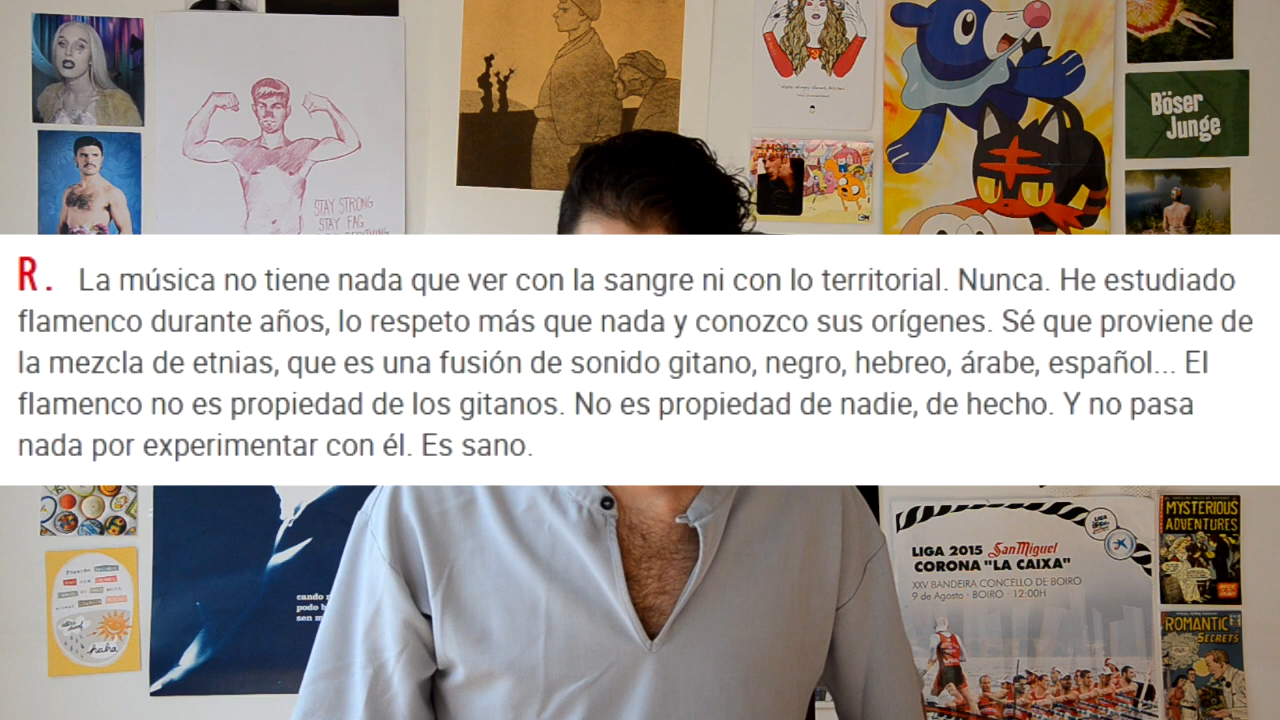 Böser
Junge
STAY STRONG
STAY FAG
R. La música no tiene nada que ver con la sangre ni con lo territorial. Nunca. He estudiado
flamenco durante años, lo respeto más que nada y conozco sus orígenes. Sé que proviene de
la mezcla de etnias, que es una fusión de sonido gitano, negro, hebreo, árabe, español... El
flamenco no es propiedad de los gitanos. No es propiedad de nadie, de hecho. Y no pasa
nada por experimentar con él. Es sano.
MYSTERIOUS
ADVENTURES
LIGA 2015 San Miguel
CORONA "LA CAIXA"
XXV BANDEIRA CONCELLO DE BOIRO
9 de Agosto - BOIRO - 12:00H
cando
podo
sen
haha
ROMANTIC
SECRETS